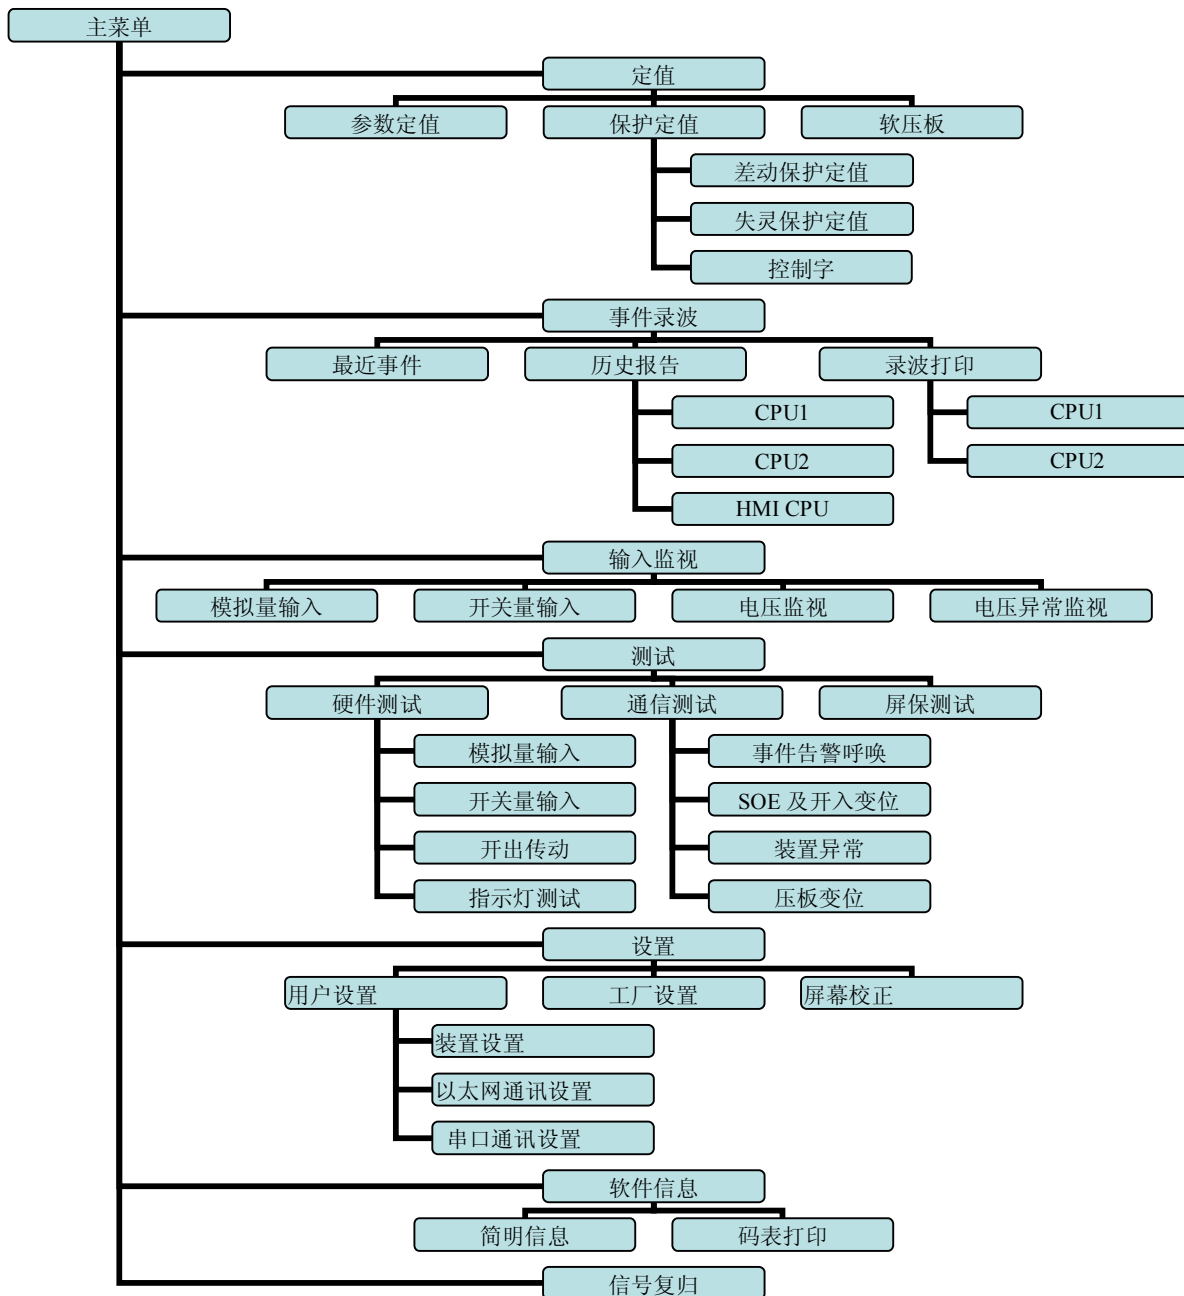 主菜单
定值
参数定值
保护定值
软压板
差动保护定值
失灵保护定值
控制字
事件录波
最近事件
历史报告
录波打印
CPU1
CPU1
CPU2
CPU2
HMI CPU
输入监视
模拟量输入
开关量输入
电压监视
电压异常监视
测试
硬件测试
通信测试
屏保测试
模拟量输入
事件告警呼唤
开关量输入
SOE 及开入变位
开出传动
装置异常
指示灯测试
压板变位
设置
用户设置
工厂设置
屏幕校正
装置设置
以太网通讯设置
串口通讯设置
软件信息
简明信息
码表打印
信号复归